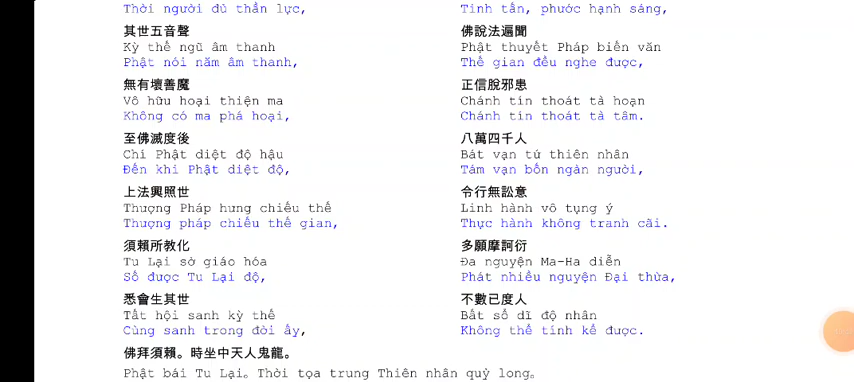 Thời người đủ thần lực,
Tinh tấn, phước hạnh sáng,
其世五音聲
Kỳ thế ngũ âm thanh
Phật nói năm âm thanh,
佛說法遍聞
Phật thuyết Pháp biến văn
Thế gian đều nghe được,
無有壞善魔
Vô hữu hoại thiện ma
Không có ma phá hoại,
正信脫邪患
Chánh tín thoát tà hoạn
Chánh tín thoát tà tâm.
至佛滅度後
Chí Phật diệt độ hậu
Đến khi Phật diệt độ,
八萬四千人
Bát vạn tứ thiên nhân
Tám vạn bốn ngàn người,
上法興照世
Thượng Pháp hưng chiếu thế
Thượng pháp chiếu thế gian,
令行無訟意
Linh hành vô tụng ý
Thực hành không tranh cãi.
須賴所教化
Tu Lại sở giáo hóa
Số được Tu Lại độ,
多願摩訶衍
Đa nguyện Ma-Ha diễn
Phát nhiều nguyện Đại thừa,
悉會生其世
Tất hội sanh kỳ thế
Cùng sanh trong đời ấy,
不數已度人
Bất số dĩ độ nhân
Không thể tính kể được.
佛拜須賴。時坐中天人鬼龍。
Phật bái Tu Lại。Thời tọa trung Thiên nhân quỷ long。